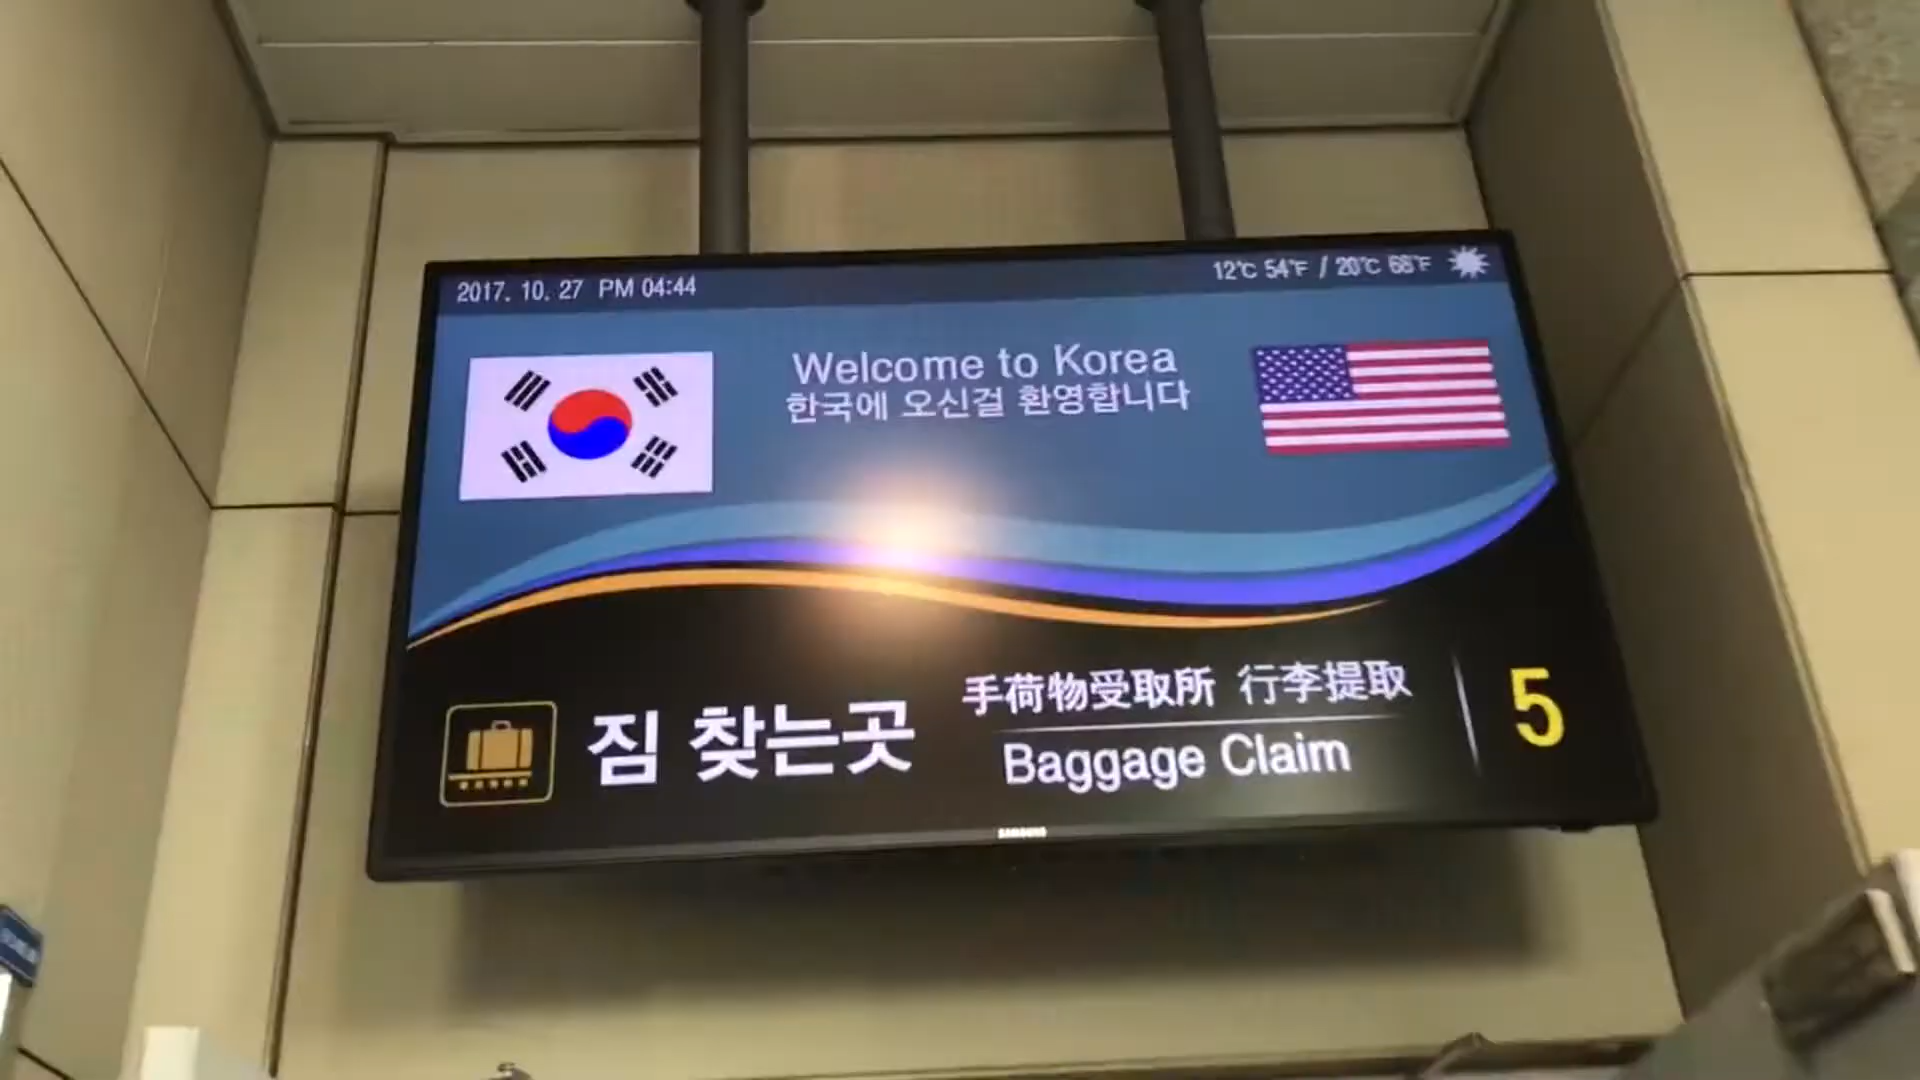 2017. 10. 27 PM 04:44
12℃ 54℉ / 20℃ 68℉
Welcome to Korea
한국에 오신걸 환영합니다
짐 찾는곳
手荷物受取所 行李提取
Baggage Claim
5
SAMSUNG